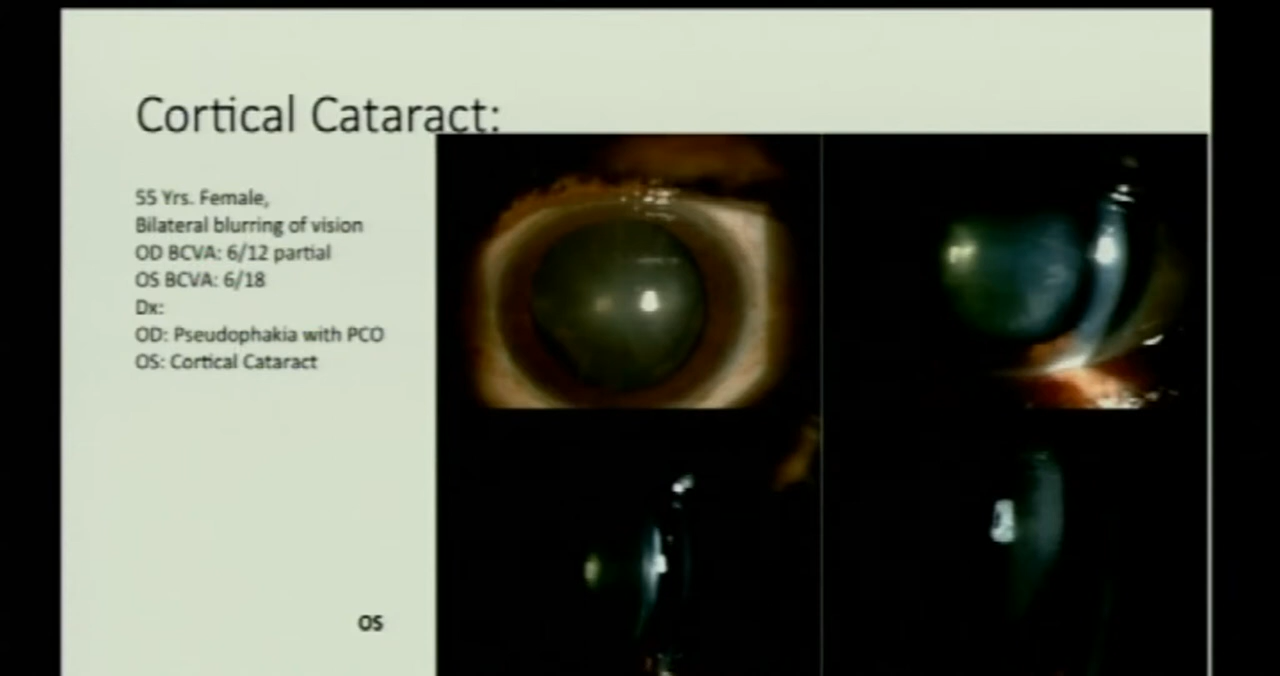 Cortical Cataract:
55 Yrs. Female,
Bilateral blurring of vision
OD BCVA: 6/12 partial
OS BCVA: 6/18
Dx:
OD: Pseudophakia with PCO
OS: Cortical Cataract
OS